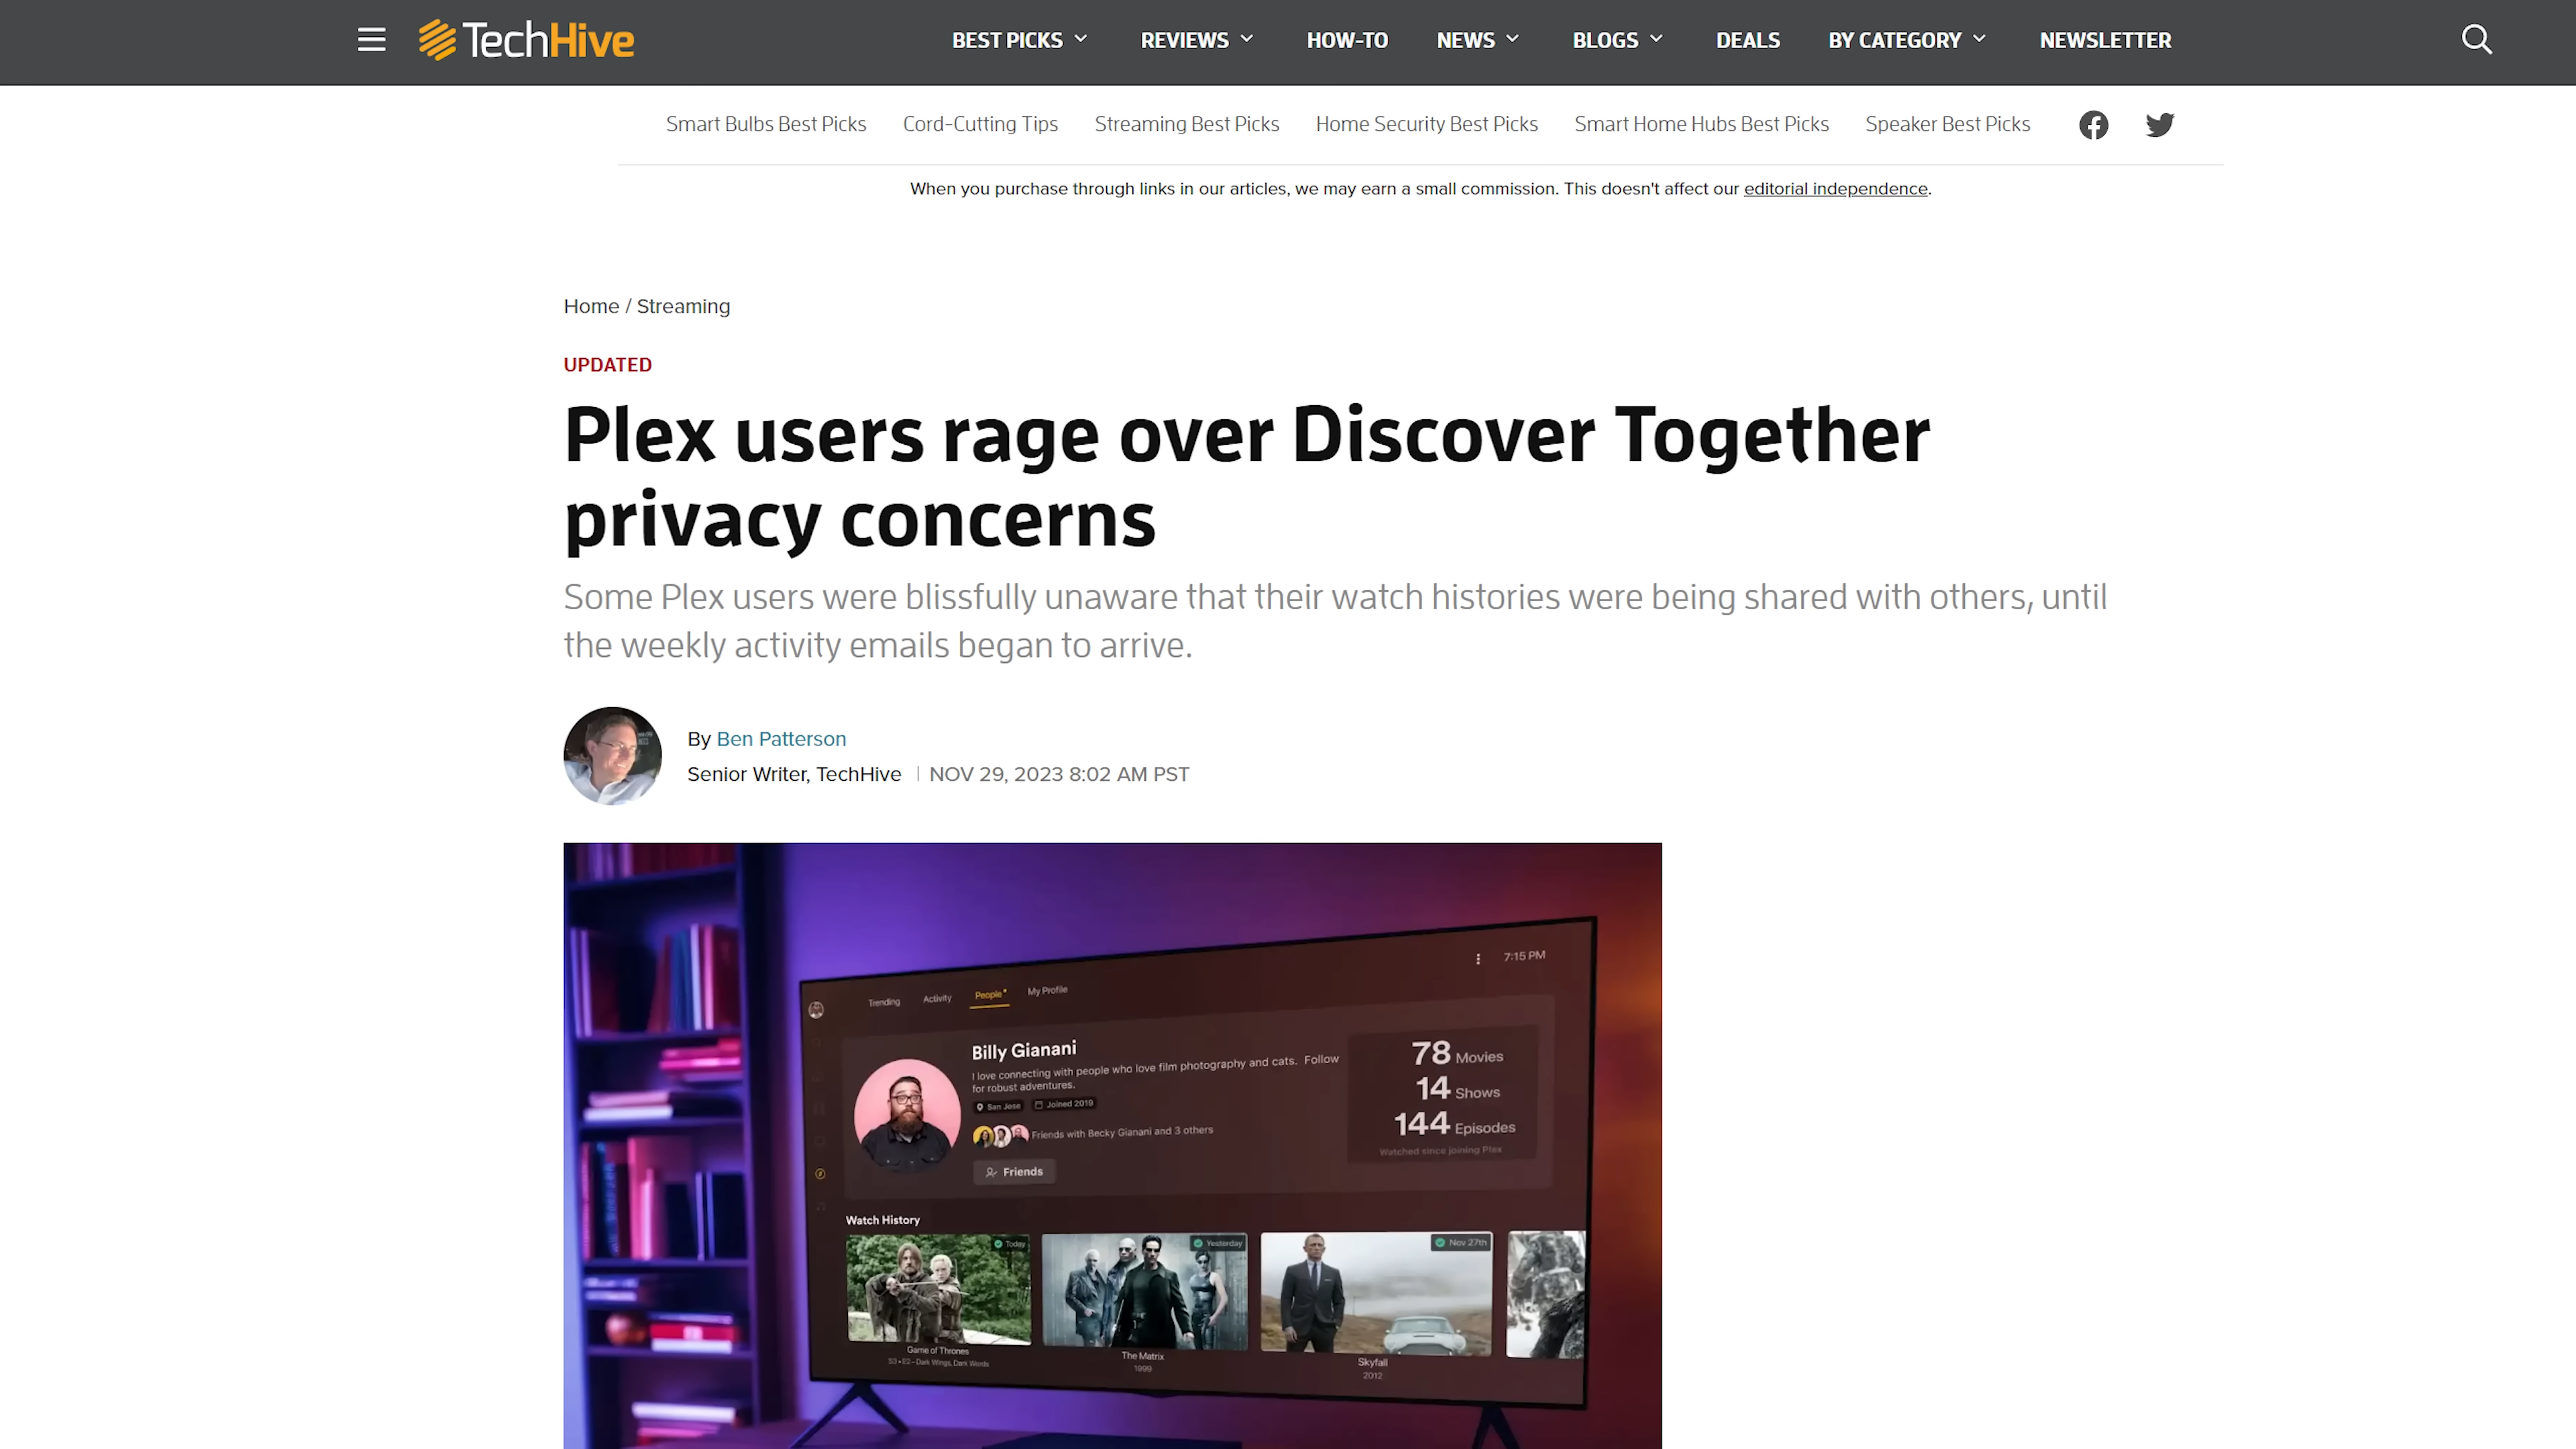 TechHive
BEST PICKS
REVIEWS
HOW-TO
NEWS
BLOGS
DEALS
BY CATEGORY
NEWSLETTER
Smart Bulbs Best Picks
Cord-Cutting Tips
Streaming Best Picks
Home Security Best Picks
Smart Home Hubs Best Picks
Speaker Best Picks
When you purchase through links in our articles, we may earn a small commission. This doesn't affect our editorial independence.
Home / Streaming
UPDATED
Plex users rage over Discover Together
privacy concerns
Some Plex users were blissfully unaware that their watch histories were being shared with others, until
the weekly activity emails began to arrive.
By Ben Patterson
Senior Writer, TechHive | NOV 29, 2023 8:02 AM PST
7:15 PM
Trending
Activity
People
My Profile
Billy Gianani
I love connecting with people who love film photography and cats. Follow
for robust adventures.
San Jose
Joined 2019
Friends with Becky Gianani and 3 others
Friends
78 Movies
14 Shows
144 Episodes
Watched since joining Plex
Watch History
Today
Yesterday
Nov 27th
Game of Thrones
S3 • E2 – Dark Wings, Dark Words
The Matrix
1999
Skyfall
2012